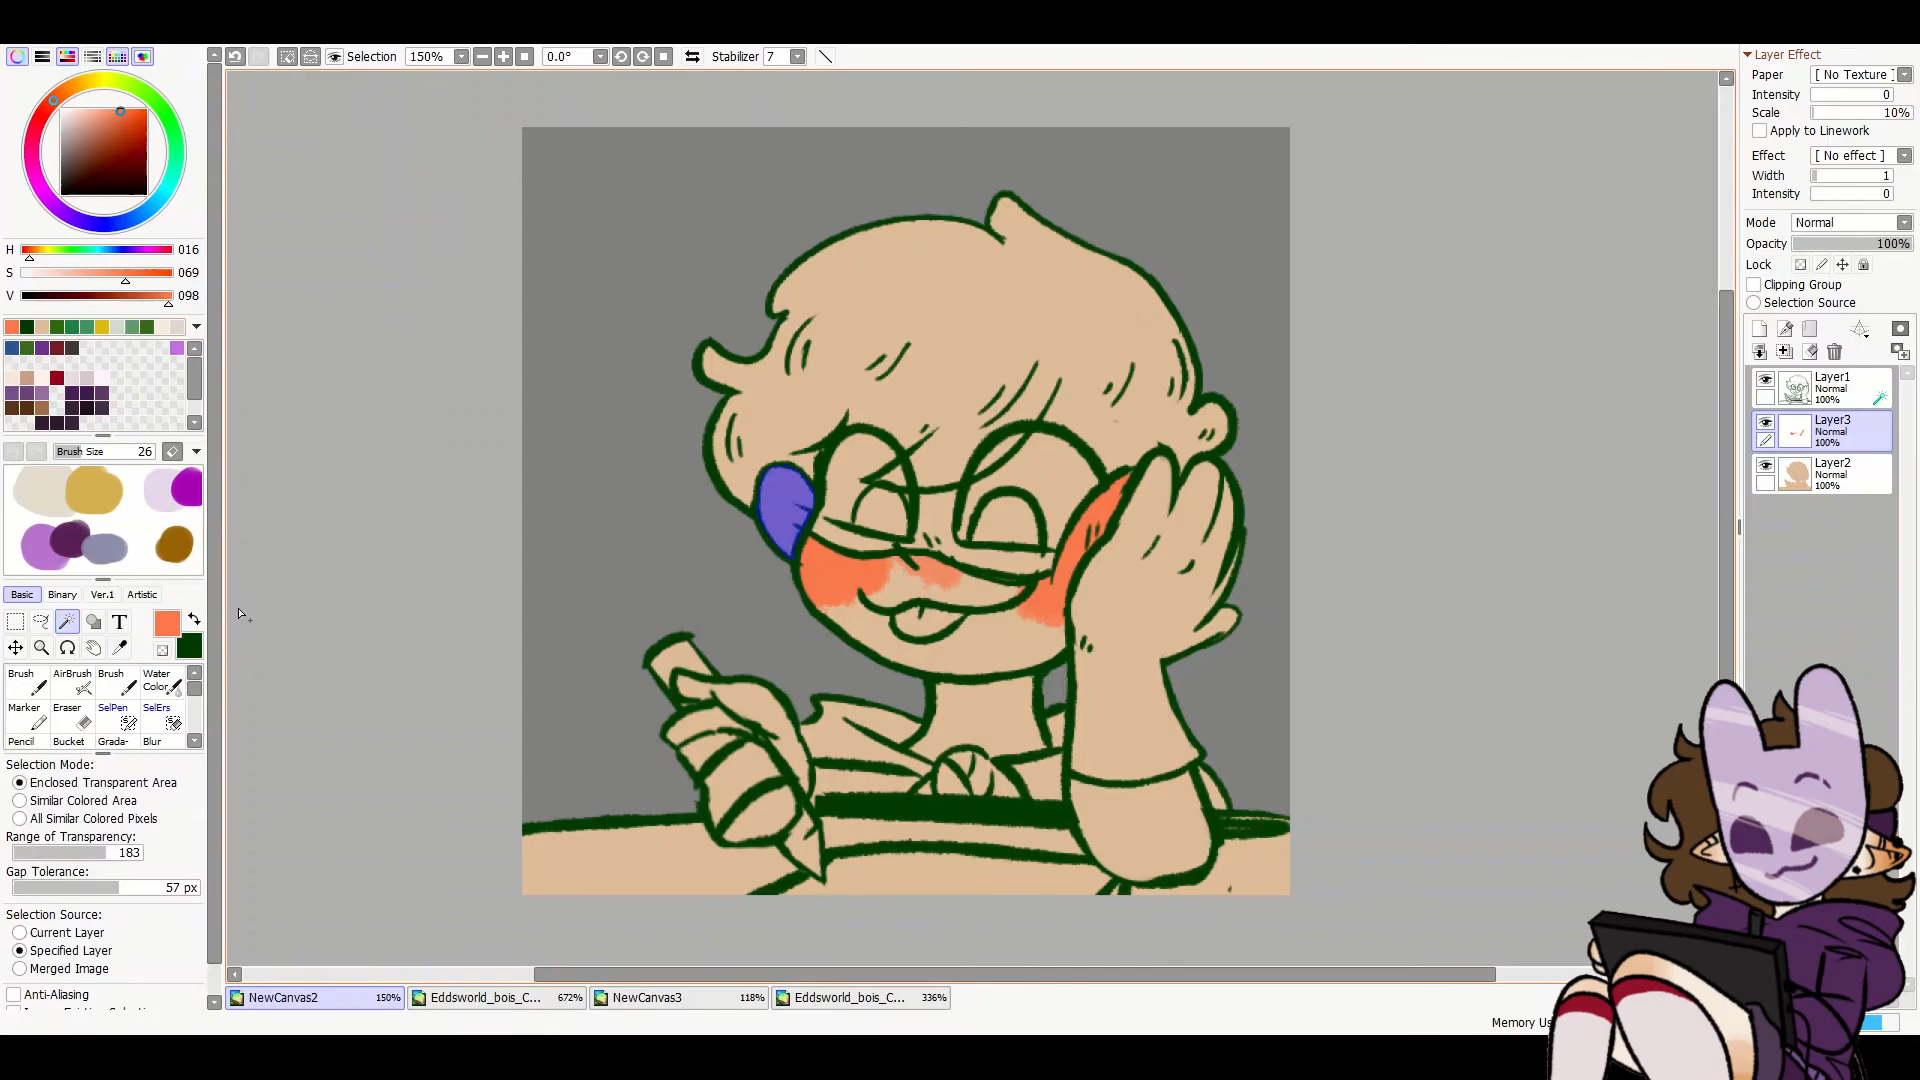 Selection 150% 0.0° Stabilizer 7
H 016
S 069
V 098
Brush Size 26
Basic Binary Ver.1 Artistic
T
Brush AirBrush Brush Water Color
Marker Eraser SelPen SelErs
Pencil Bucket Grada- Blur
Selection Mode:
Enclosed Transparent Area
Similar Colored Area
All Similar Colored Pixels
Range of Transparency:
183
Gap Tolerance:
57 px
Selection Source:
Current Layer
Specified Layer
Merged Image
Anti-Aliasing
NewCanvas2 150% Eddsworld_bois_C... 672% NewCanvas3 118% Eddsworld_bois_C... 336%
Layer Effect
Paper [ No Texture ]
Intensity 0
Scale 10%
Apply to Linework
Effect [ No effect ]
Width 1
Intensity 0
Mode Normal
Opacity 100%
Lock
Clipping Group
Selection Source
Layer1
Normal
100%
Layer3
Normal
100%
Layer2
Normal
100%
Memory